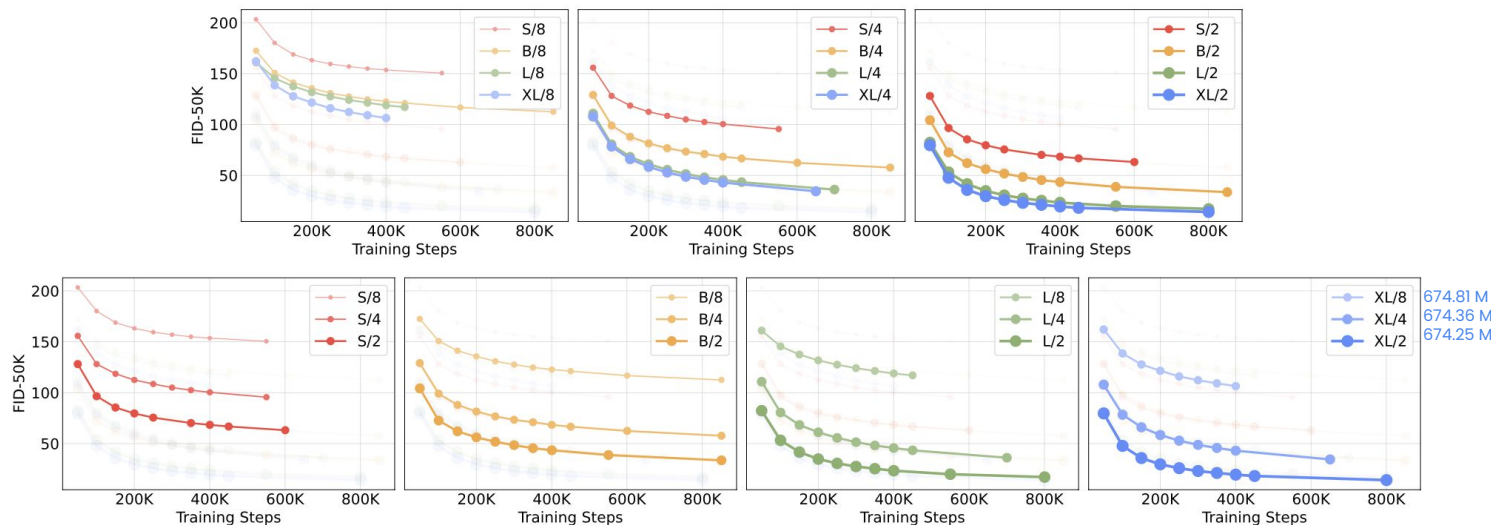 200
150
100
50
FID-50K
S/8
B/8
L/8
XL/8
200K 400K 600K 800K
Training Steps
S/4
B/4
L/4
XL/4
200K 400K 600K 800K
Training Steps
S/2
B/2
L/2
XL/2
200K 400K 600K 800K
Training Steps
200
150
100
50
FID-50K
S/8
S/4
S/2
200K 400K 600K 800K
Training Steps
B/8
B/4
B/2
200K 400K 600K 800K
Training Steps
L/8
L/4
L/2
200K 400K 600K 800K
Training Steps
XL/8 674.81 M
XL/4 674.36 M
XL/2 674.25 M
200K 400K 600K 800K
Training Steps